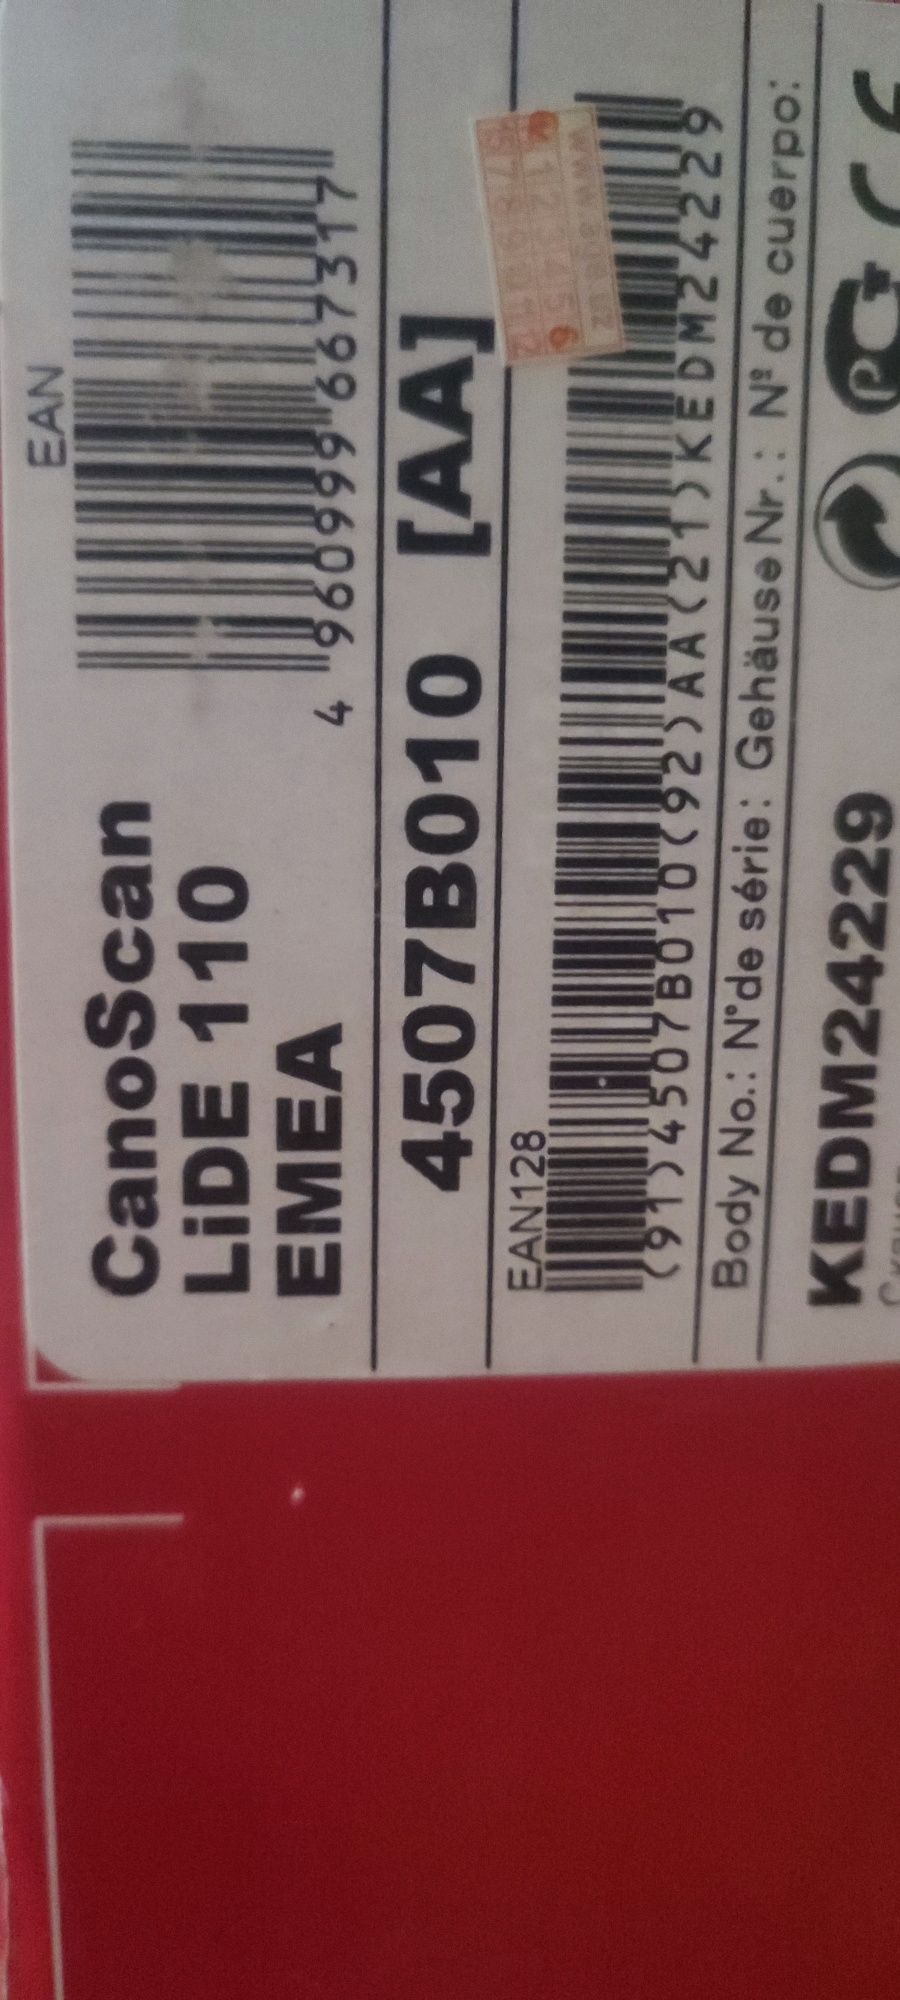 CanoScan
LiDE 110
EMEA
EAN
4 960999 667317
4507B010 [AA]
EAN128
(91)4507B010(92)AA(21)KEDM24229
Body No.: N°de série: Gehäuse Nr.: Nº de cuerpo:
KEDM24229